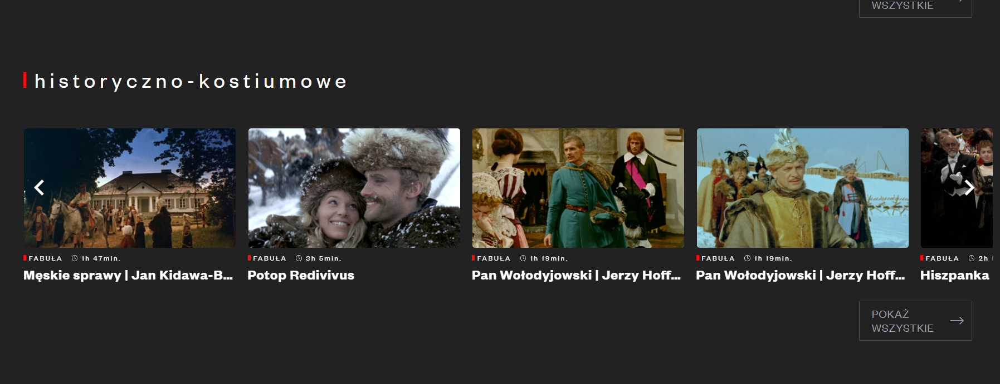 WSZYSTKIE
historyczno-kostiumowe
FABUŁA 1h 47min.
Męskie sprawy | Jan Kidawa-B...
FABUŁA 3h 5min.
Potop Redivivus
FABUŁA 1h 19min.
Pan Wołodyjowski | Jerzy Hoff...
FABUŁA 1h 19min.
Pan Wołodyjowski | Jerzy Hoff...
FABUŁA 2h
Hiszpanka
POKAŻ
WSZYSTKIE